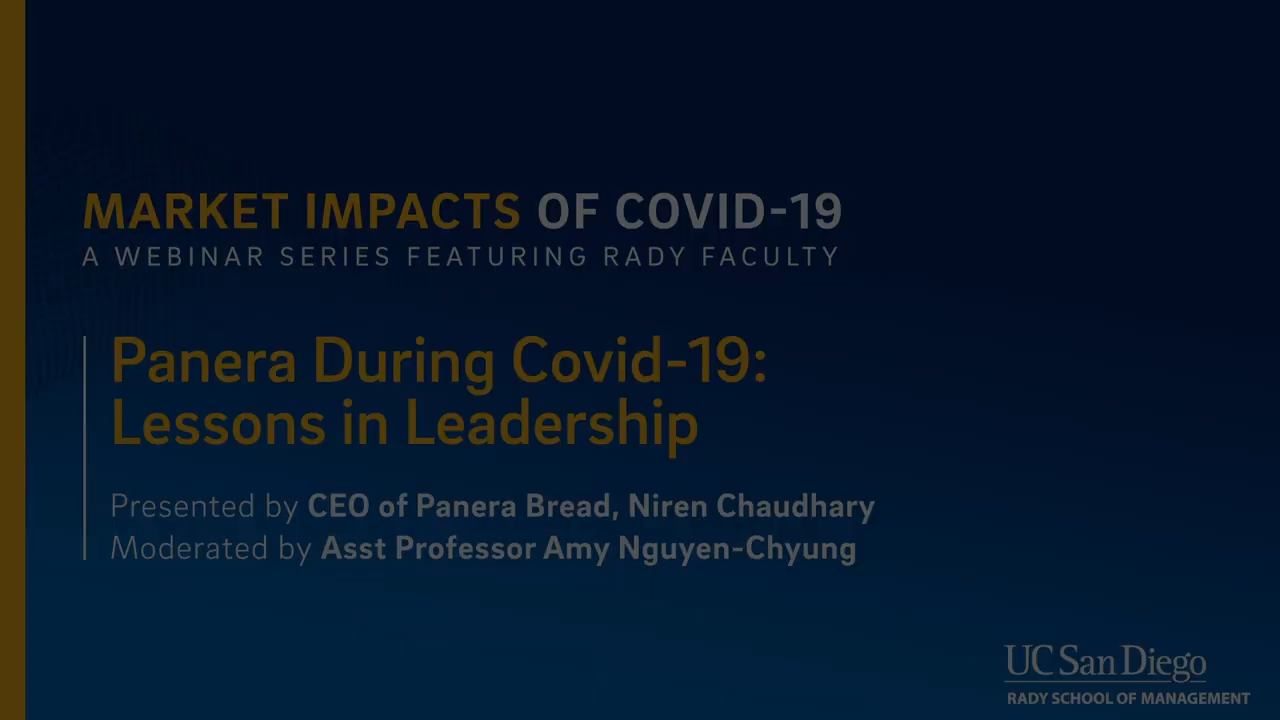 MARKET IMPACTS OF COVID-19
A WEBINAR SERIES FEATURING RADY FACULTY
Panera During Covid-19:
Lessons in Leadership
Presented by CEO of Panera Bread, Niren Chaudhary
Moderated by Asst Professor Amy Nguyen-Chyung
UC San Diego
RADY SCHOOL OF MANAGEMENT